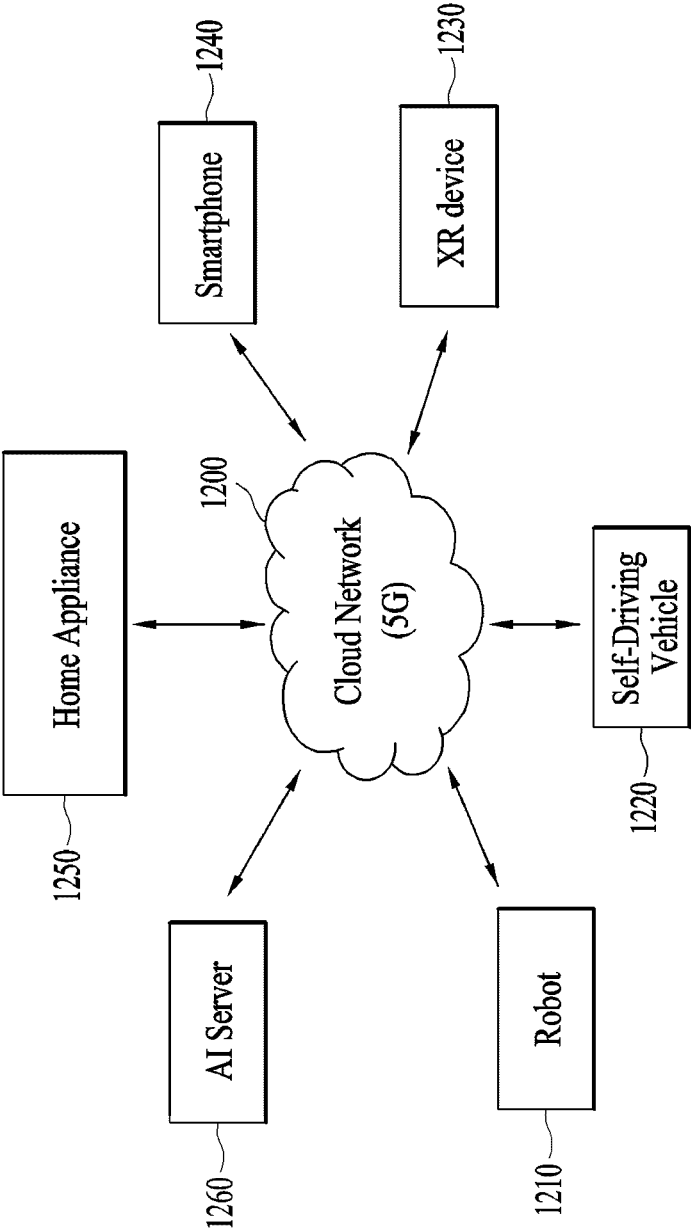 1250
Home Appliance
1260
AI Server
1240
Smartphone
1200
Cloud Network
(5G)
1210
Robot
1230
XR device
1220
Self-Driving
Vehicle